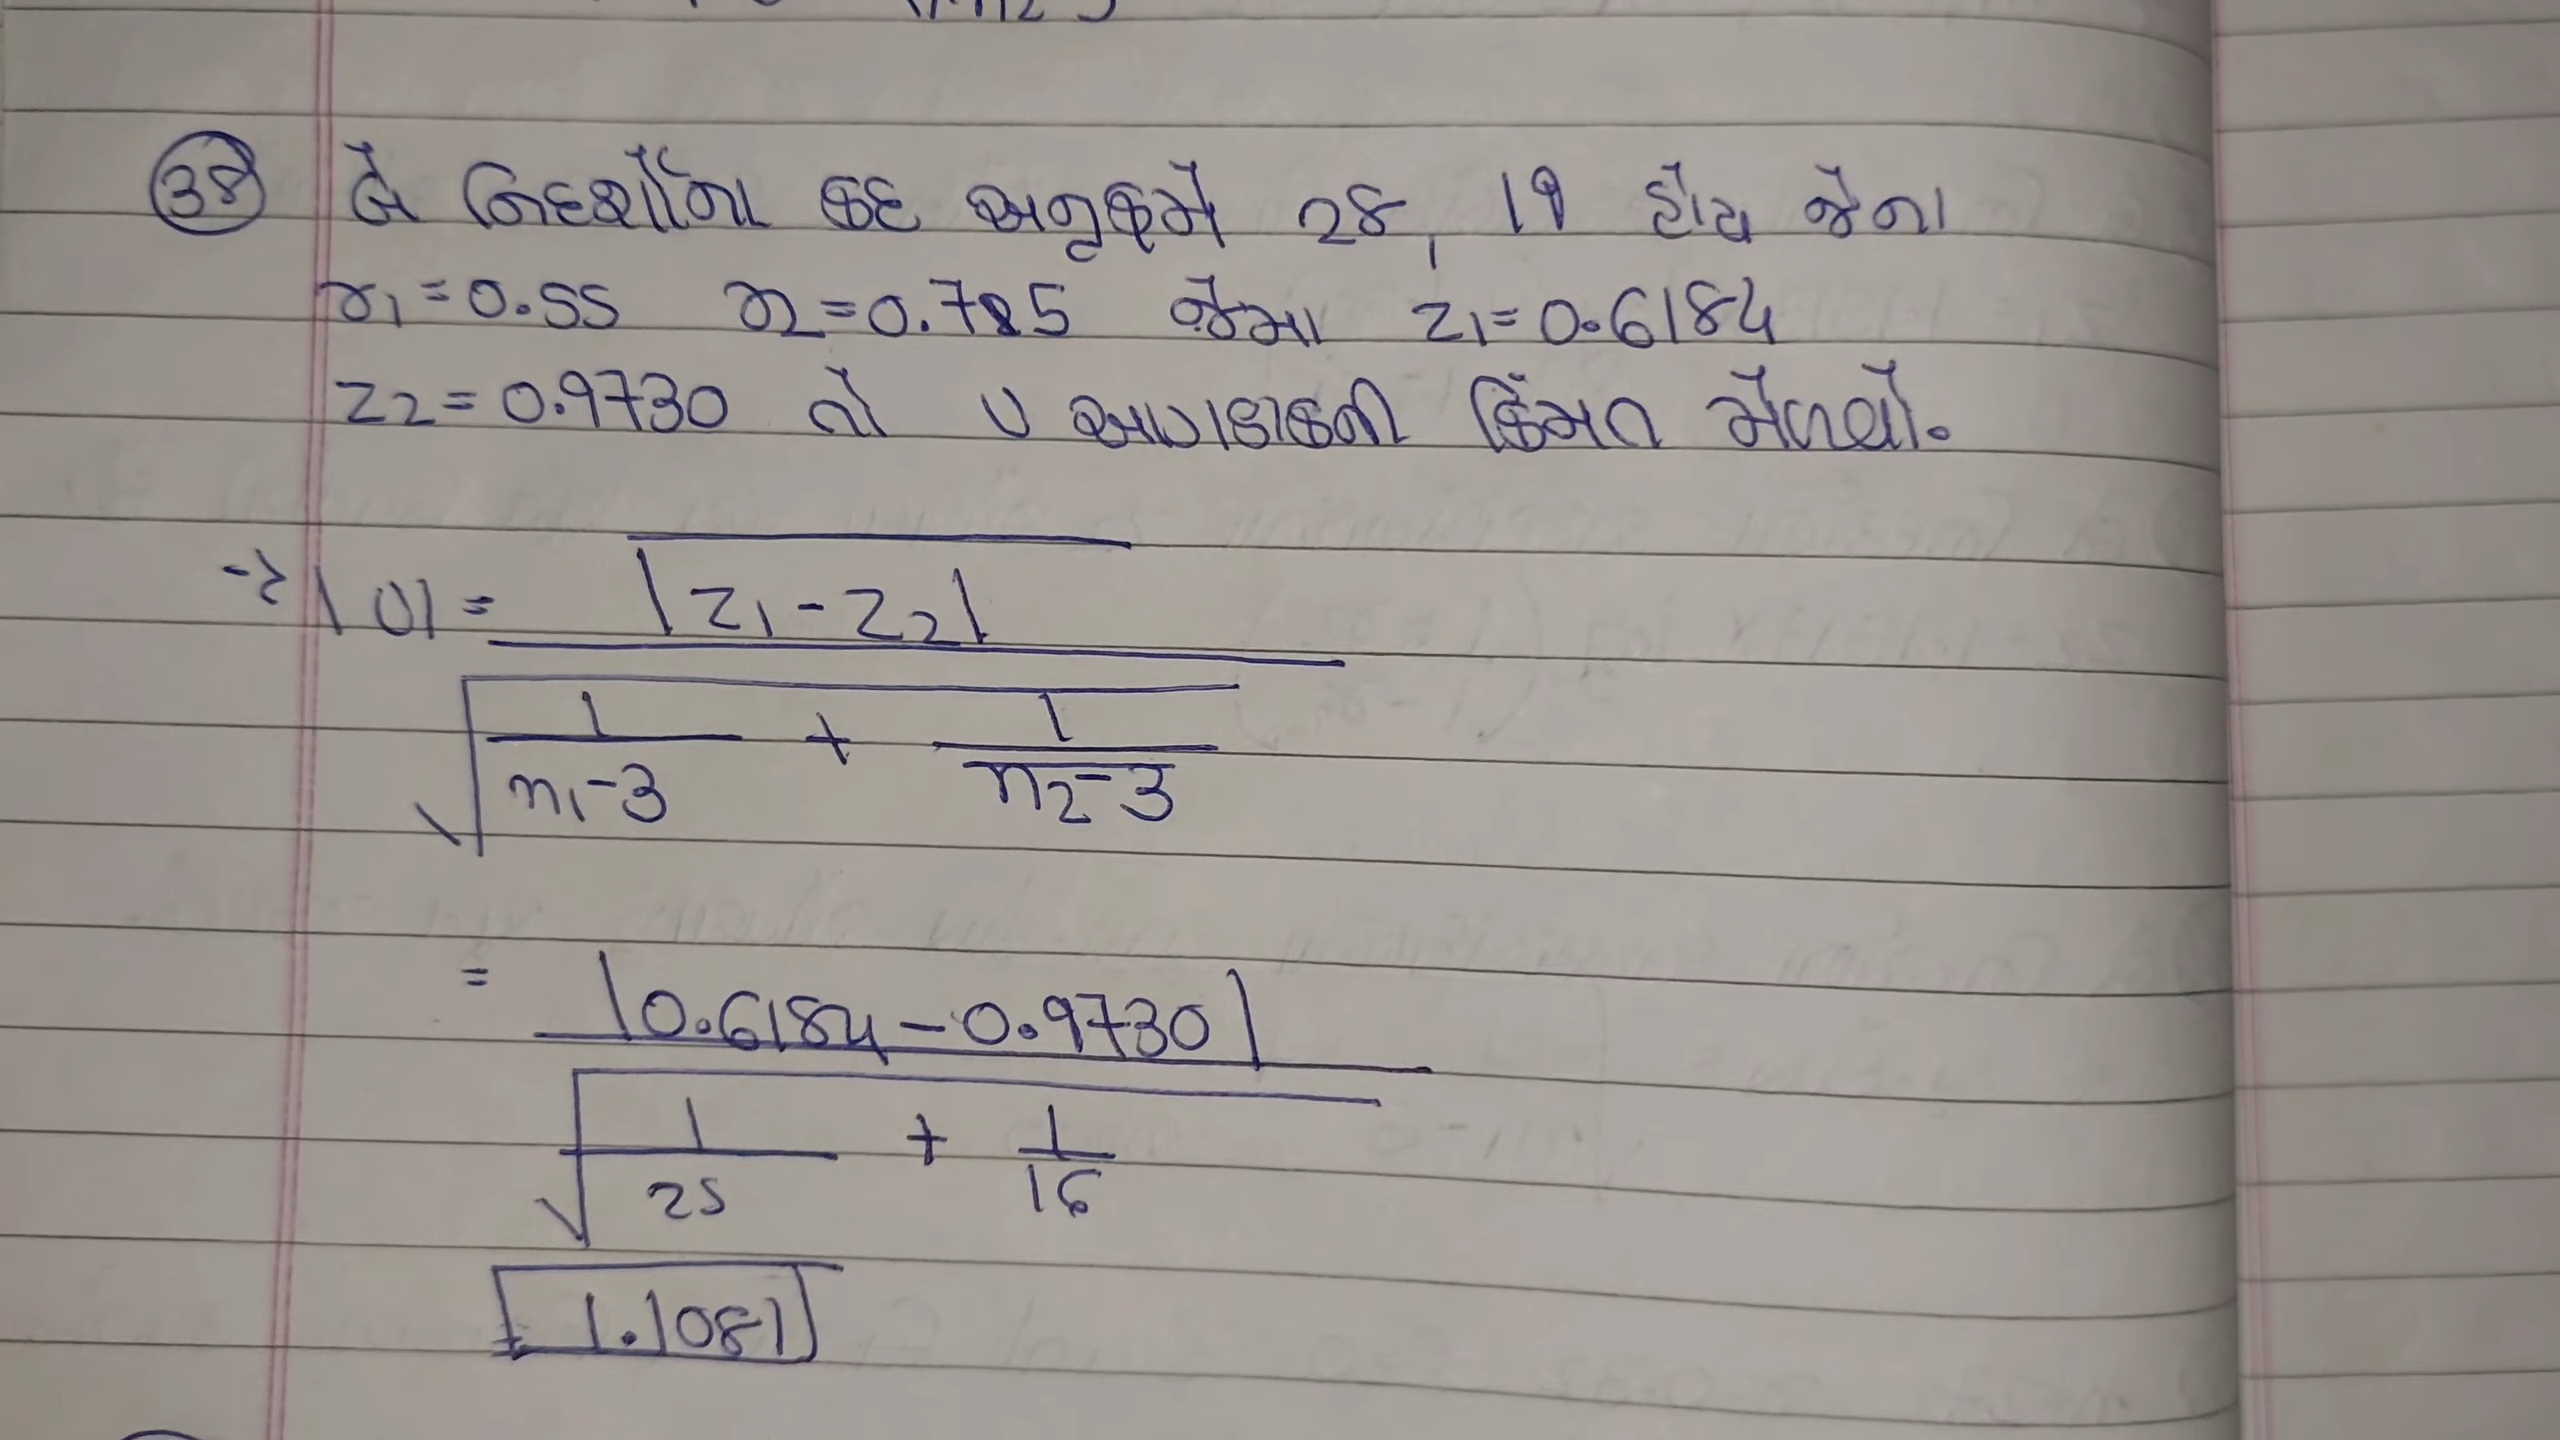 38 બે નિદર્શોના કદ અનુક્રમે 28, 19 હોય જેના
r1 = 0.55 r2 = 0.785 જેમા z1 = 0.6184
z2 = 0.9730 તો U અપાકાકની કિંમત મેળવો.
→ |U| = |z1 - z2|
√ 1/n1-3 + 1/n2-3
= |0.6184 - 0.9730|
√ 1/25 + 1/16
= 1.1081